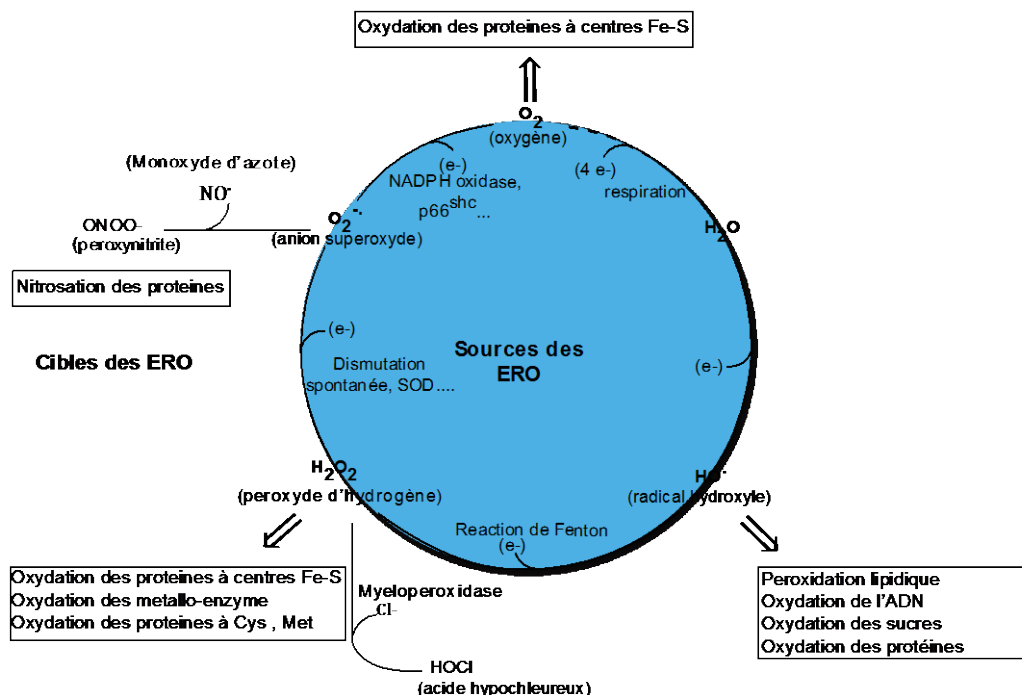 Oxydation des proteines à centres Fe-S
O2
(oxygène)
(e-)
NADPH oxidase,
p66shc ...
(4 e-)
respiration
(Monoxyde d'azote)
NO·
ONOO-
(peroxynitrite)
O2-·
(anion superoxyde)
H2O
Nitrosation des proteines
Cibles des ERO
(e-)
Dismutation
spontanée, SOD....
Sources des
ERO
(e-)
H2O2
(peroxyde d'hydrogène)
HO·
(radical hydroxyle)
Reaction de Fenton
(e-)
Oxydation des proteines à centres Fe-S
Oxydation des metallo-enzyme
Oxydation des proteines à Cys , Met
Myeloperoxidase
Cl-
HOCl
(acide hypochleureux)
Peroxidation lipidique
Oxydation de l'ADN
Oxydation des sucres
Oxydation des protéines